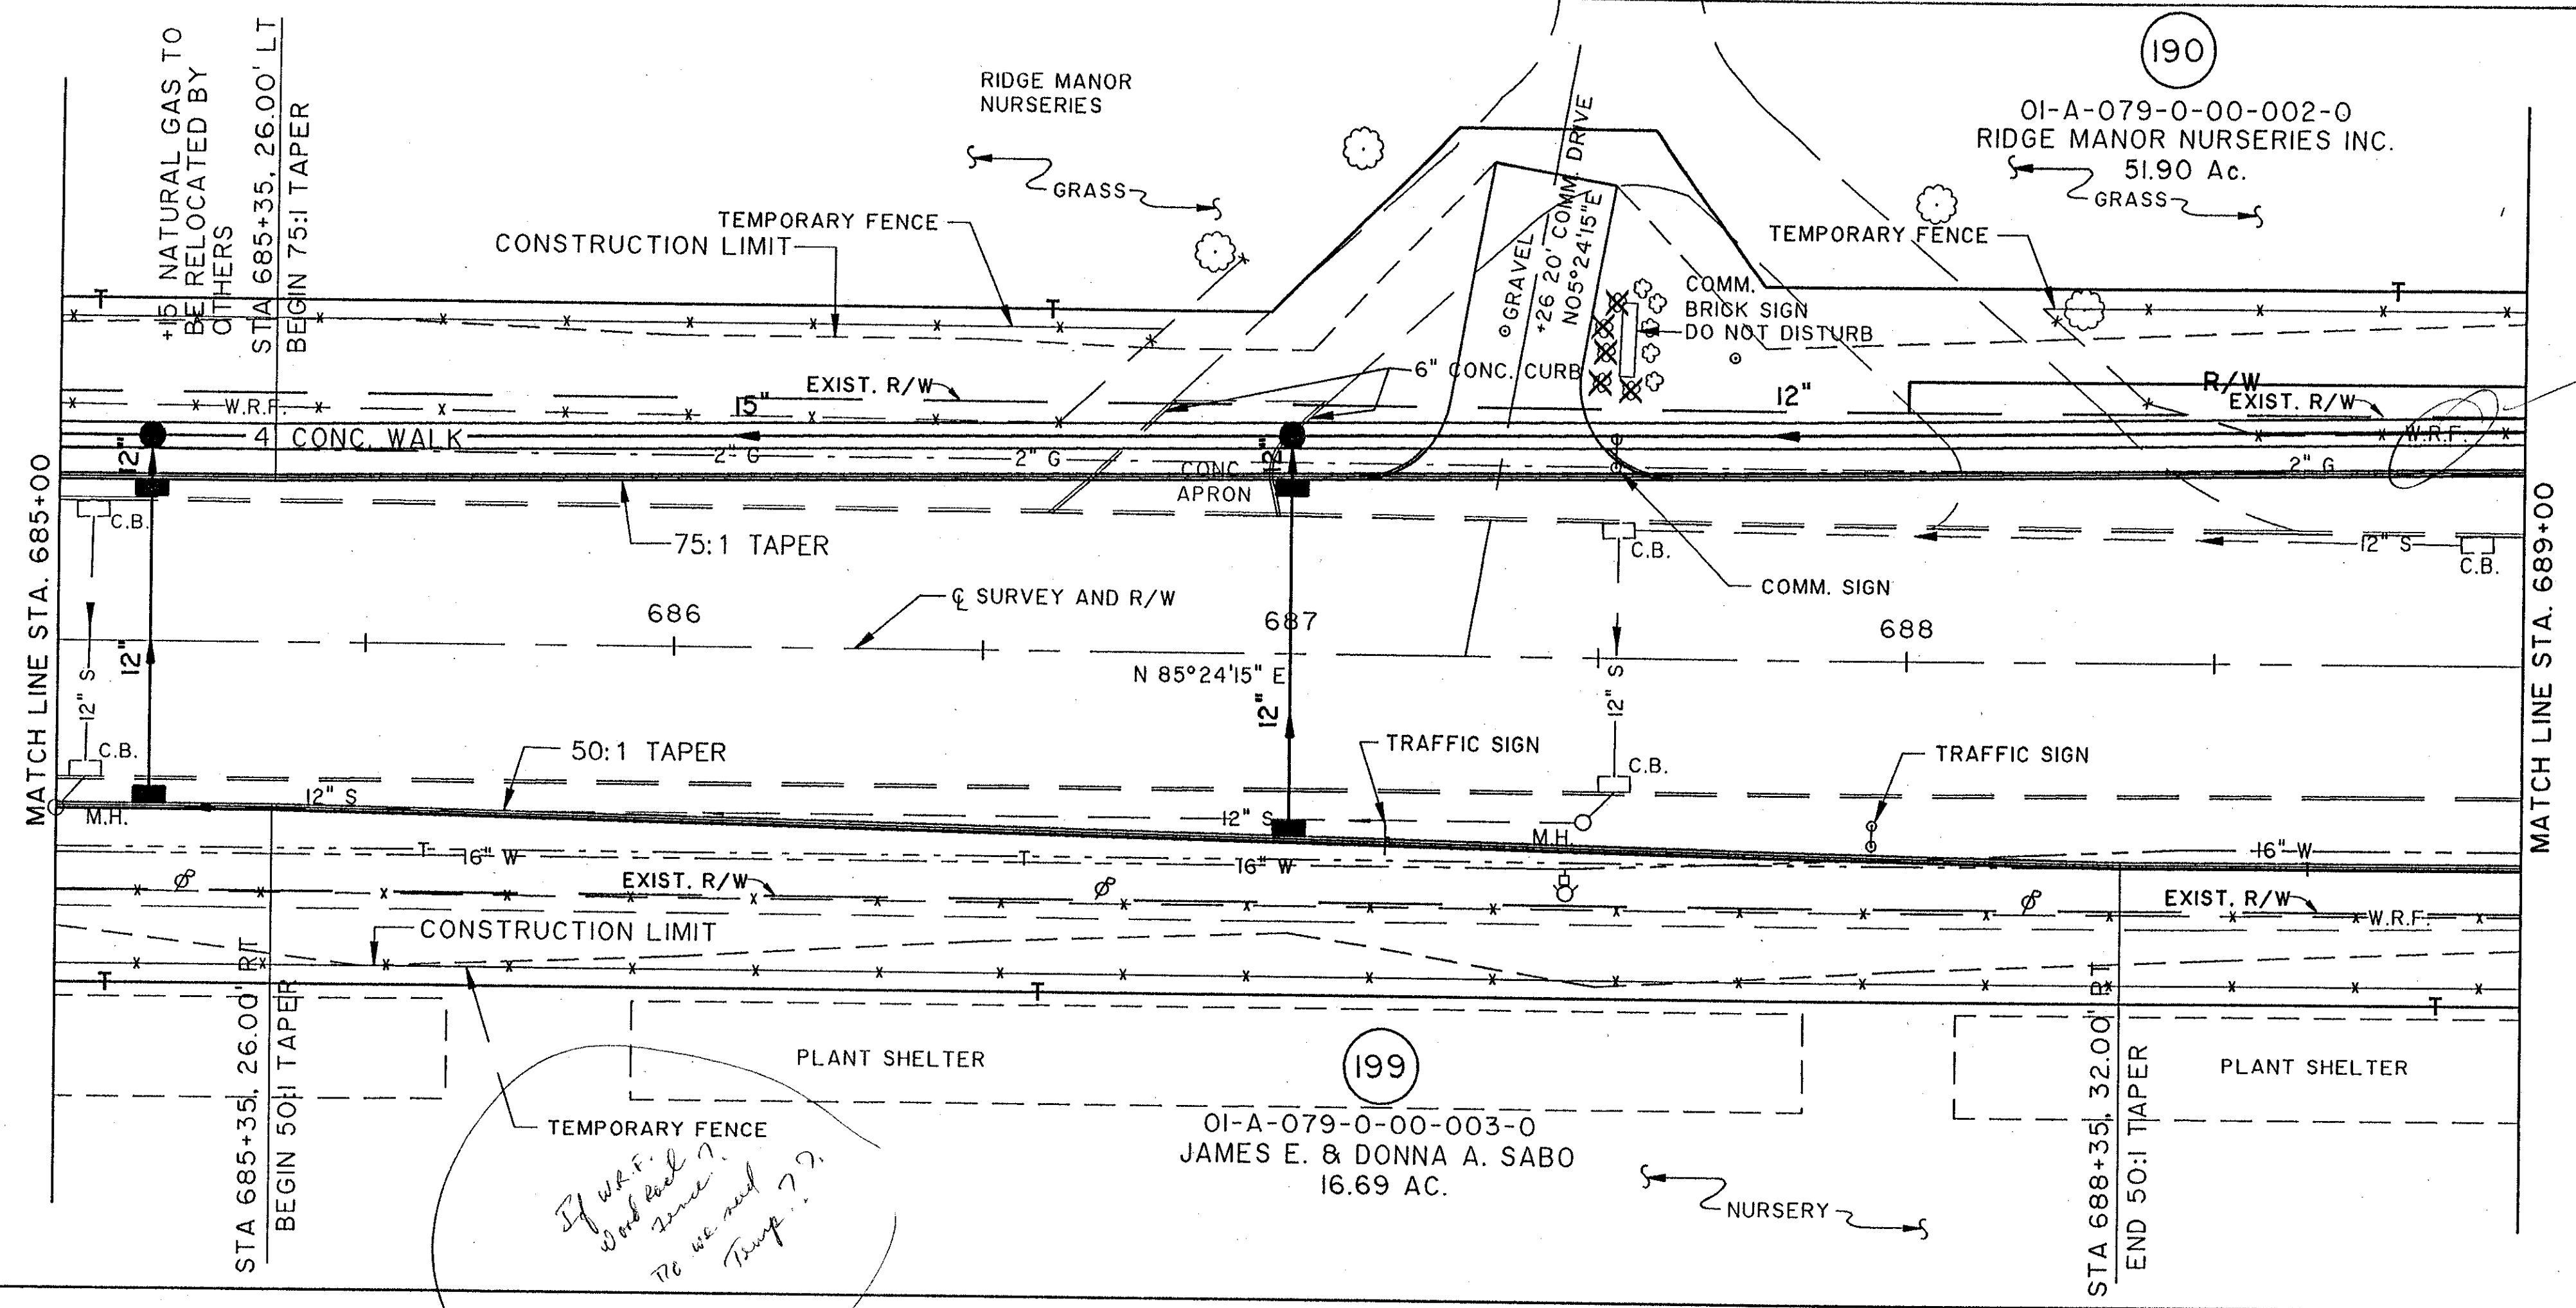 +15 NATURAL GAS TO
BE RELOCATED BY
OTHERS
STA 685+35, 26.00' LT
BEGIN 75:1 TAPER
RIDGE MANOR
NURSERIES
GRASS
TEMPORARY FENCE
CONSTRUCTION LIMIT
190
01-A-079-0-00-002-0
RIDGE MANOR NURSERIES INC.
51.90 Ac.
GRASS
TEMPORARY FENCE
GRAVEL
+26 20' COMM. DRIVE
N05°24'15"E
COMM.
BRICK SIGN
DO NOT DISTURB
6" CONC. CURB
T
T
T
EXIST. R/W
W.R.F.
15"
12"
R/W
EXIST. R/W
W.R.F.
4 CONC. WALK
12"
12"
2" G
2" G
2" G
CONC
APRON
C.B.
75:1 TAPER
C.B.
12" S
C.B.
COMM. SIGN
MATCH LINE STA. 685+00
MATCH LINE STA. 689+00
℄ SURVEY AND R/W
686
687
688
N 85°24'15" E
12" S
12"
12"
12" S
50:1 TAPER
TRAFFIC SIGN
TRAFFIC SIGN
C.B.
C.B.
M.H.
12" S
12" S
M.H.
T
16" W
T
16" W
16" W
EXIST. R/W
EXIST. R/W
W.R.F.
CONSTRUCTION LIMIT
T
T
T
STA 685+35, 26.00' RT
BEGIN 50:1 TAPER
PLANT SHELTER
199
PLANT SHELTER
TEMPORARY FENCE
01-A-079-0-00-003-0
JAMES E. & DONNA A. SABO
16.69 AC.
NURSERY
STA 688+35, 32.00' RT
END 50:1 TAPER
If W.R.F.
Wood Rail ?
Fence?
Do we need
Temp. ? ?